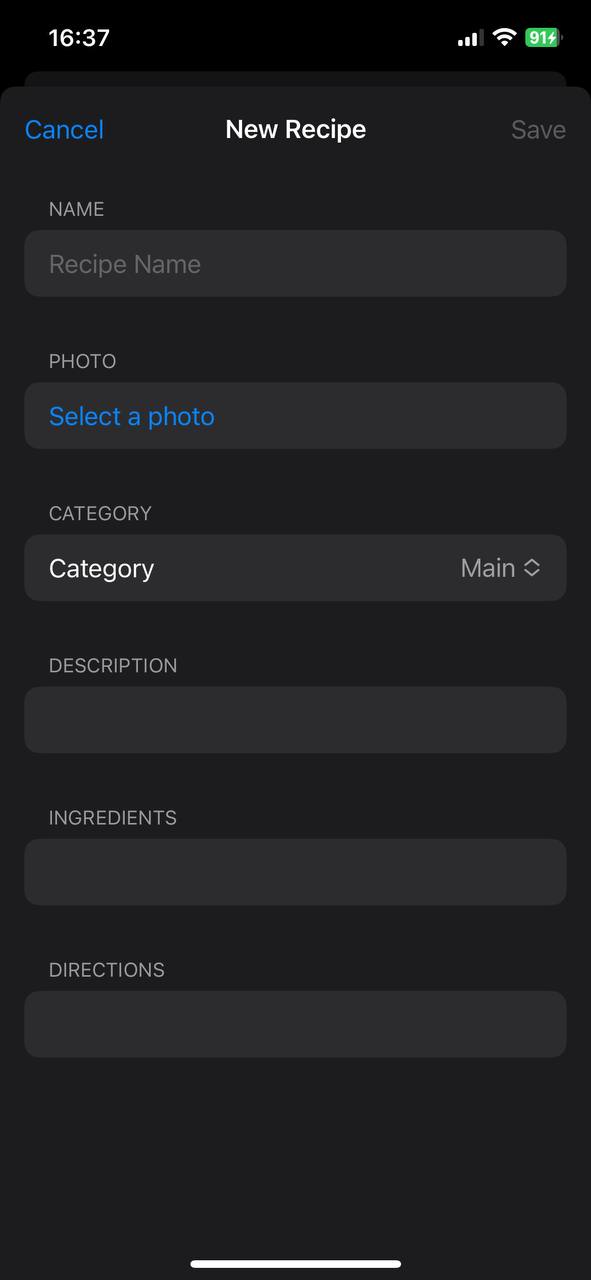 16:37
91
Cancel
New Recipe
Save
NAME
Recipe Name
PHOTO
Select a photo
CATEGORY
Category
Main
DESCRIPTION
INGREDIENTS
DIRECTIONS